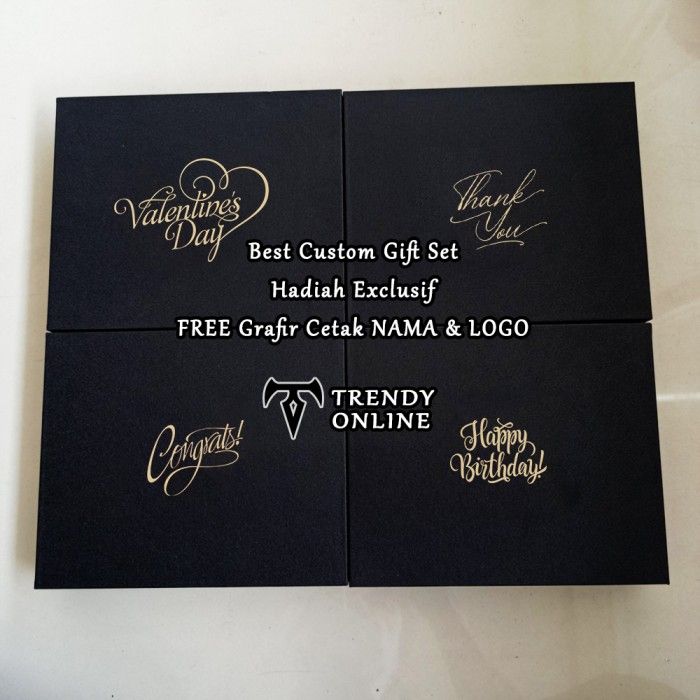 Valentine's
Day
Thank
You
Best Custom Gift Set
Hadiah Exclusif
FREE Grafir Cetak NAMA & LOGO
TRENDY
ONLINE
Congrats!
Happy
Birthday!